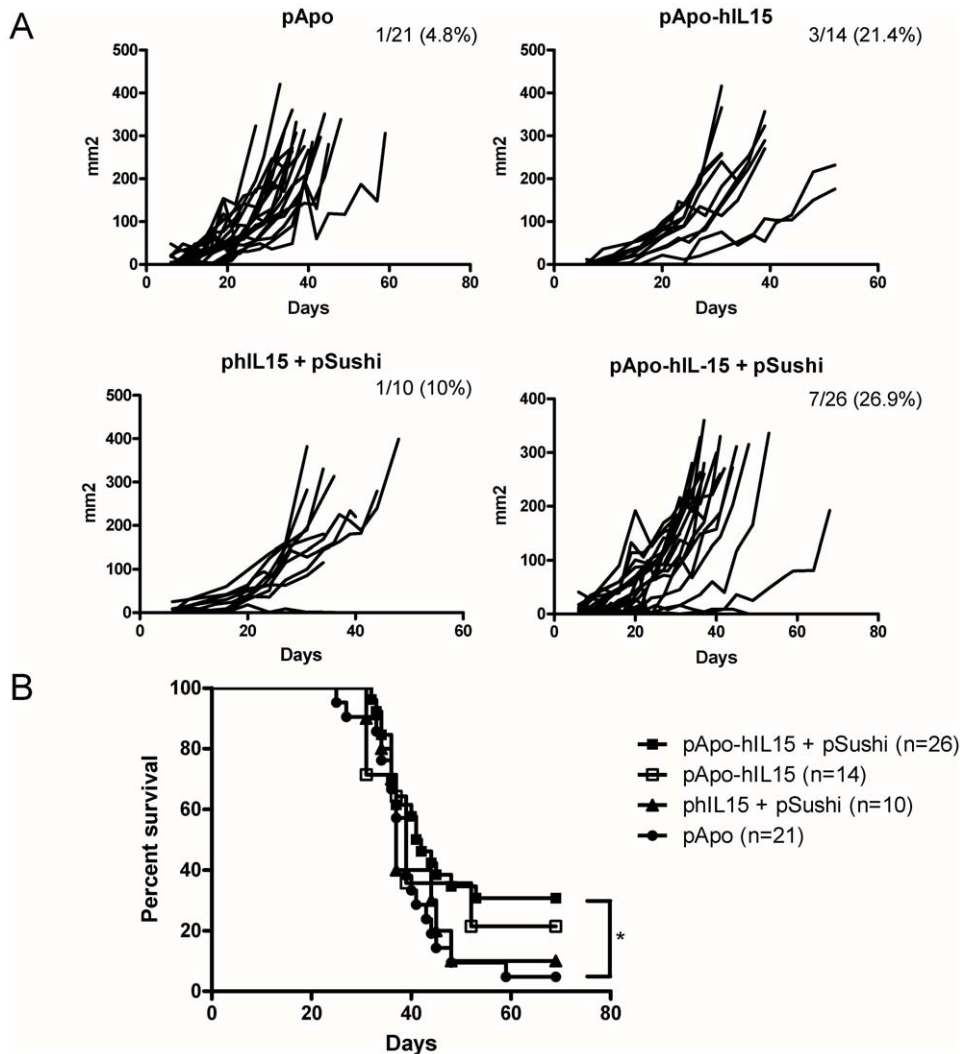 A
pApo
1/21 (4.8%)
500
400
300
200
100
0
mm2
0 20 40 60 80
Days
pApo-hIL15
3/14 (21.4%)
500
400
300
200
100
0
mm2
0 20 40 60
Days
phIL15 + pSushi
1/10 (10%)
500
400
300
200
100
0
mm2
0 20 40 60
Days
pApo-hIL-15 + pSushi
7/26 (26.9%)
400
300
200
100
0
mm2
0 20 40 60 80
Days
B
100
80
60
40
20
0
Percent survival
0 20 40 60 80
Days
pApo-hIL15 + pSushi (n=26)
pApo-hIL15 (n=14)
phIL15 + pSushi (n=10)
pApo (n=21)
*